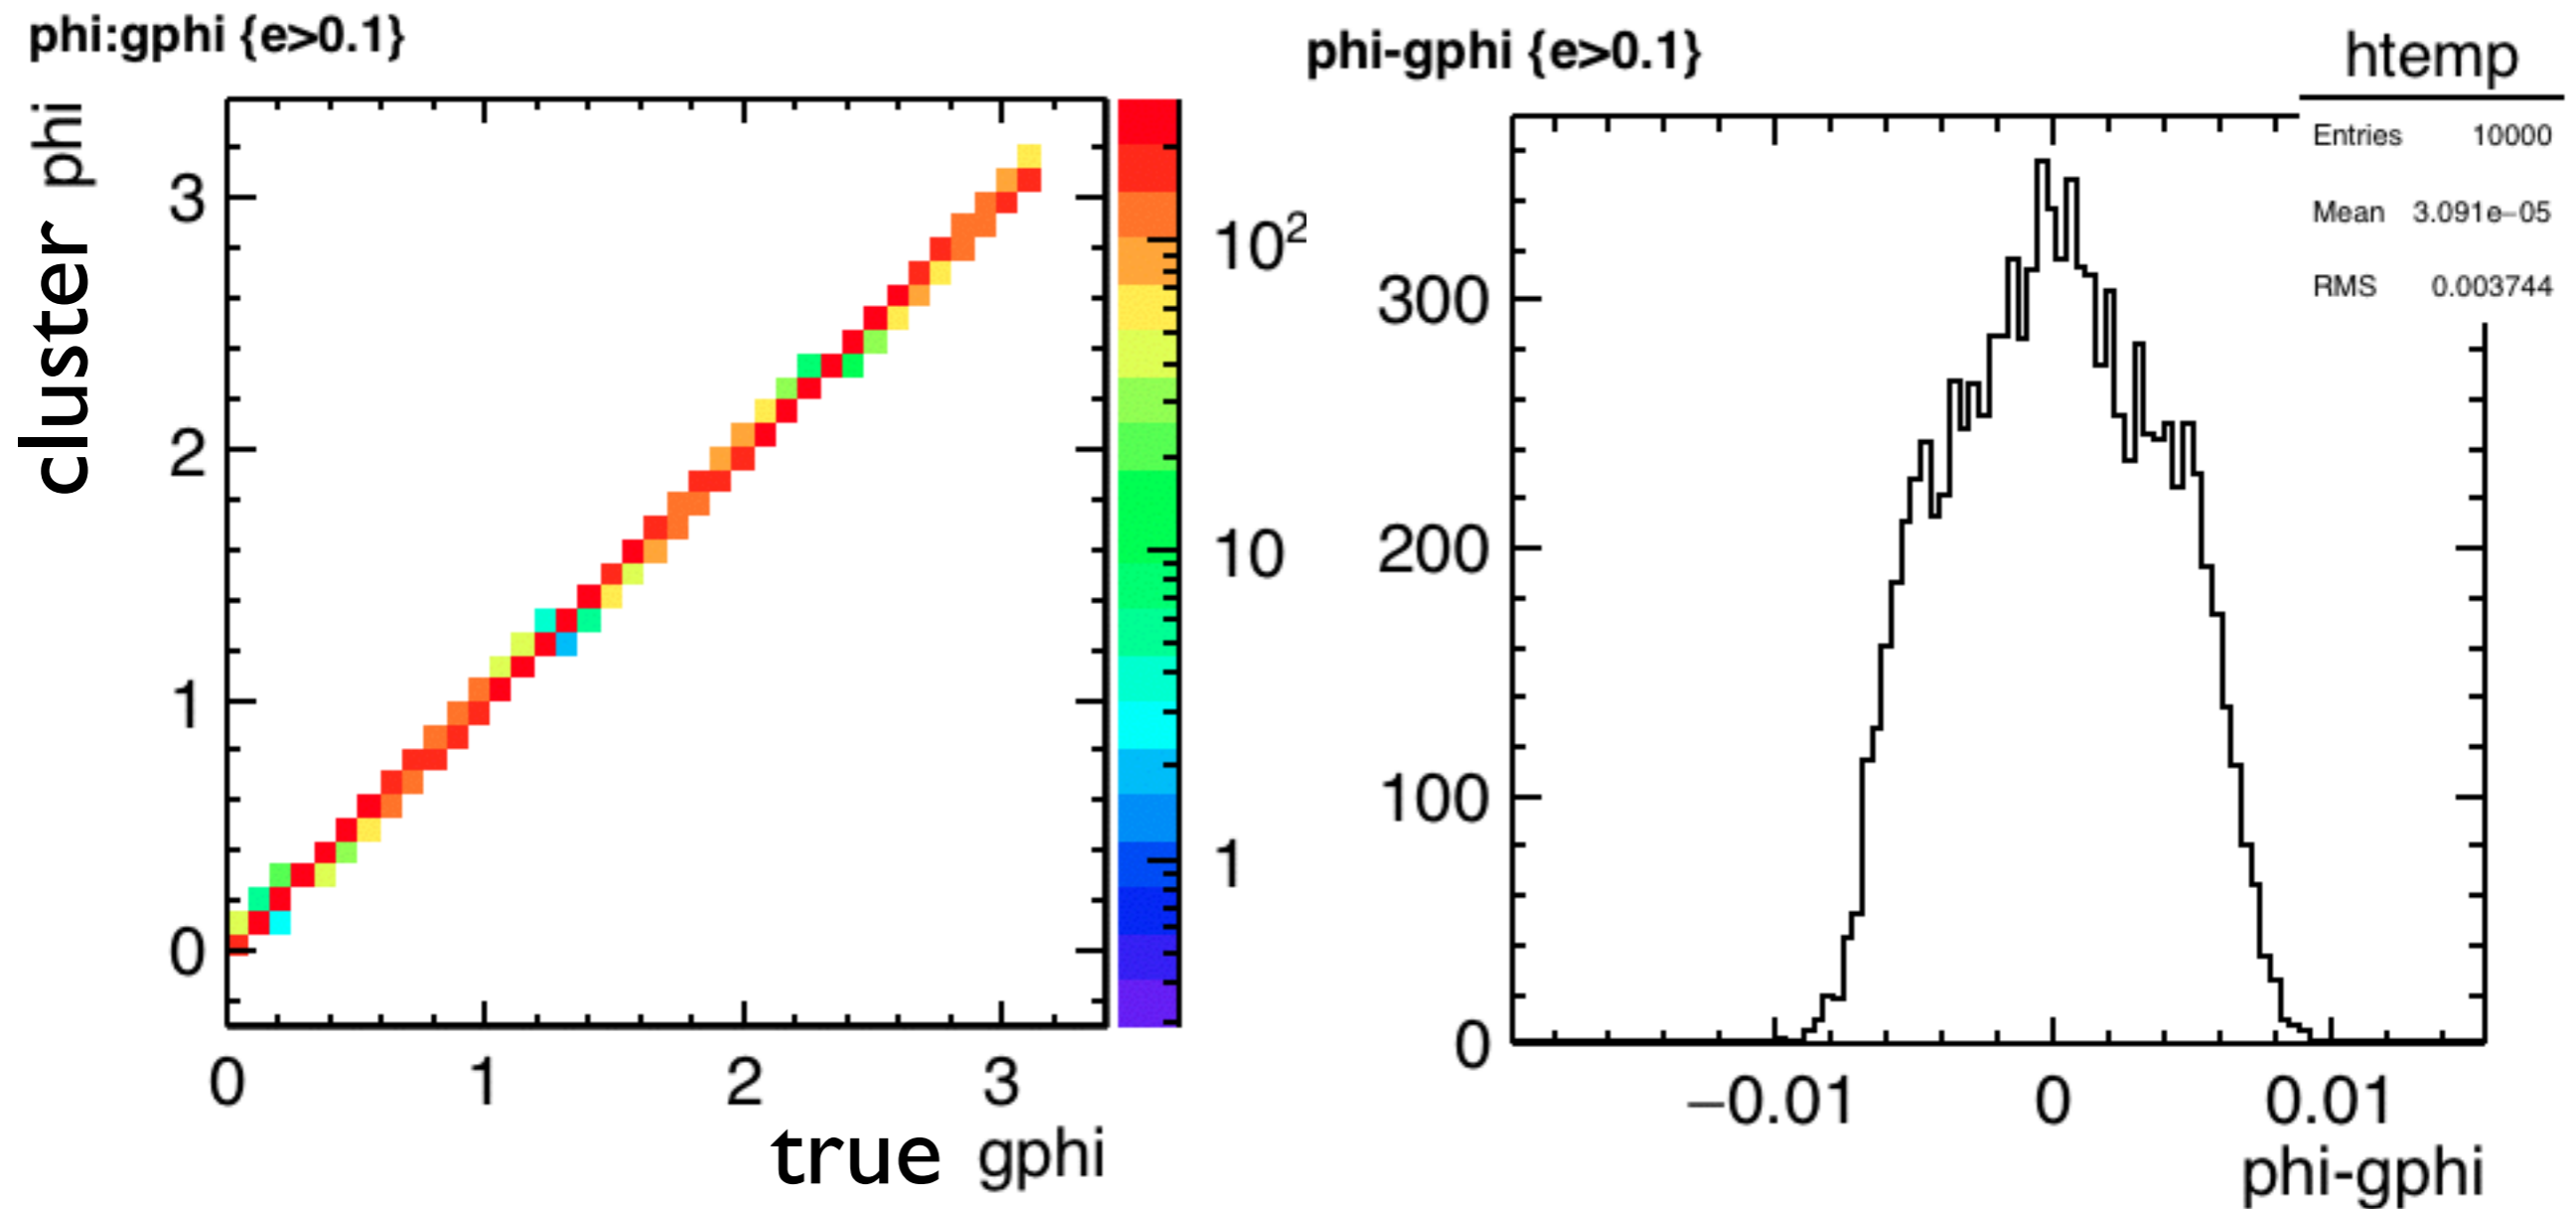 phi:gphi {e>0.1}
cluster phi
3
2
1
0
0 1 2 3
true gphi
10²
10
1
phi-gphi {e>0.1}
htemp
Entries 10000
Mean 3.091e−05
RMS 0.003744
300
200
100
0
−0.01 0 0.01
phi-gphi